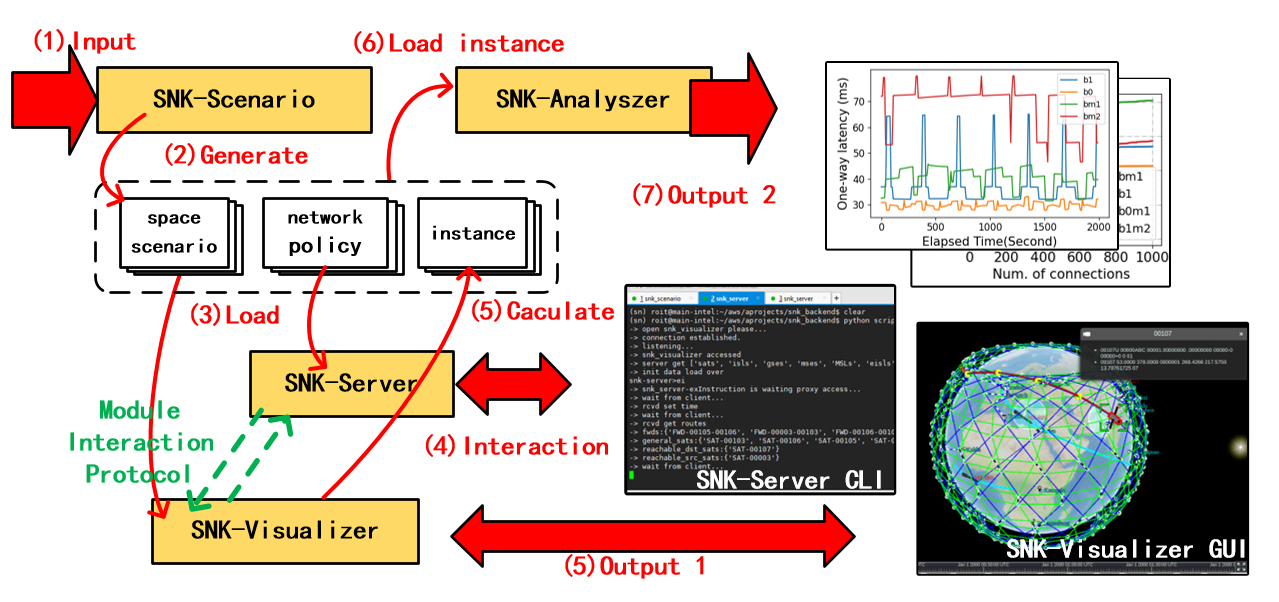 (1)Input
SNK-Scenario
(6)Load instance
SNK-Analyszer
(2)Generate
(7)Output 2
space
scenario
network
policy
instance
(3)Load
(5)Caculate
SNK-Server
(4)Interaction
Module
Interaction
Protocol
SNK-Visualizer
(5)Output 1
One-way latency (ms)
70
60
50
40
30
0 500 1000 1500 2000
Elapsed Time(Second)
b1
b0
bm1
bm2
bm1
b1
b0m1
b1m2
0 200 400 600 800 1000
Num. of connections
1 snk_scenario
2 snk_server
3 snk_server
+
(sn) roit@main-intel:~/aws/aprojects/snk_backend$ clear
(sn) roit@main-intel:~/aws/aprojects/snk_backend$ python scrip
-> open snk_visualizer please...
-> connection established.
-> listening...
-> snk_visualizer accessed
-> server get ['sats', 'isls', 'gses', 'mses', 'MSLs', 'eisls'
-> init data load over
snk-server>ei
-> snk_server-exInstruction is waiting proxy access...
-> wait from client...
-> rcvd set time
-> wait from client...
-> rcvd get routes
-> fwds:{'FWD-00105-00106', 'FWD-00003-00103', 'FWD-00106-0010
-> general_sats:{'SAT-00103', 'SAT-00106', 'SAT-00105', 'SAT-0
-> reachable_dst_sats:{'SAT-00107'}
-> reachable_src_sats:{'SAT-00003'}
-> wait from client...
SNK-Server CLI
00107
SNK-Visualizer GUI